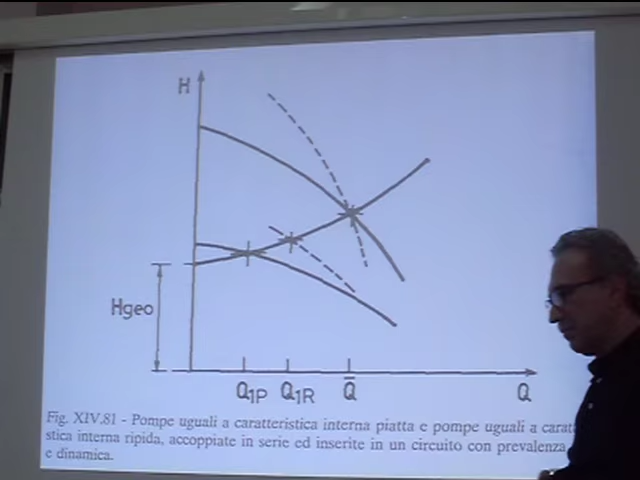 H
Hgeo
Q1P Q1R Q̅ Q
Fig. XIV.81 - Pompe uguali a caratteristica interna piatta e pompe uguali a carat
stica interna ripida, accoppiate in serie ed inserite in un circuito con prevalenza
e dinamica.